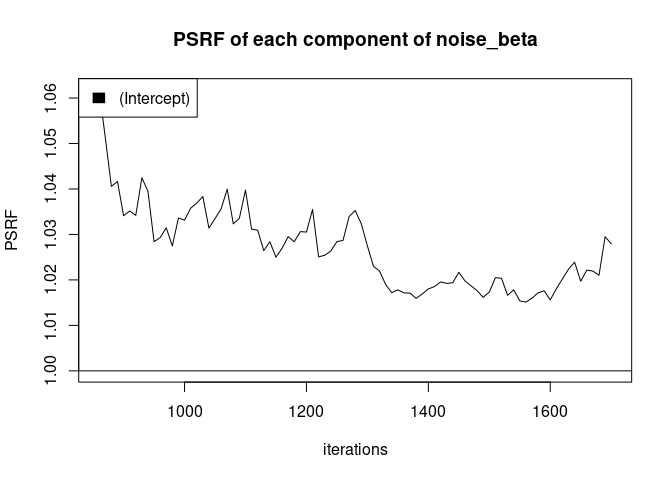 PSRF of each component of noise_beta
(Intercept)
PSRF
1.06
1.05
1.04
1.03
1.02
1.01
1.00
1000 1200 1400 1600
iterations